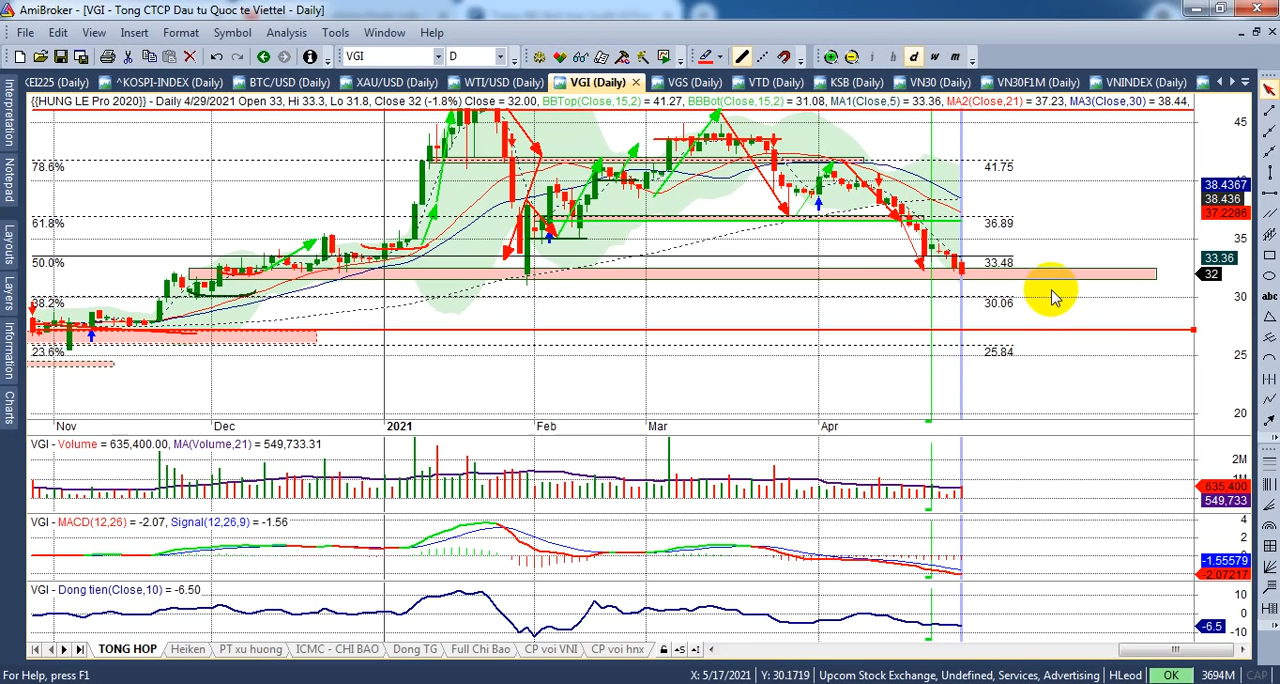 AmiBroker - [VGI - Tong CTCP Dau tu Quoc te Viettel - Daily]
File Edit View Insert Format Symbol Analysis Tools Window Help
VGI D i h d w m
EI225 (Daily) ^KOSPI-INDEX (Daily) BTC/USD (Daily) XAU/USD (Daily) WTI/USD (Daily) VGI (Daily) VGS (Daily) VTD (Daily) KSB (Daily) VN30 (Daily) VN30F1M (Daily) VNINDEX (Daily)
{{HUNG LE Pro 2020}} - Daily 4/29/2021 Open 33, Hi 33.3, Lo 31.8, Close 32 (-1.8%) Close = 32.00, BBTop(Close,15,2) = 41.27, BBBot(Close,15,2) = 31.08, MA1(Close,5) = 33.36, MA2(Close,21) = 37.23, MA3(Close,30) = 38.44,
Interpretation
Notepad
Layouts
Layers
Information
Charts
abc
45
78.6% 41.75
38.4367
38.436
37.2286
61.8% 36.89
35
50.0% 33.48
33.36
32
38.2% 30.06
30
23.6% 25.84
25
20
Nov Dec 2021 Feb Mar Apr
VGI - Volume = 635,400.00, MA(Volume,21) = 549,733.31
2M
635,400
549,733
VGI - MACD(12,26) = -2.07, Signal(12,26,9) = -1.56
4
2
-1.55579
-2.07217
VGI - Dong tien(Close,10) = -6.50
10
0
-6.5
-10
TONG HOP Heiken PT xu huong ICMC - CHI BAO Dong TG Full Chi Bao CP voi VNI CP voi hnx
For Help, press F1 X: 5/17/2021 Y: 30.1719 Upcom Stock Exchange, Undefined, Services, Advertising HLeod OK 3694M CAP